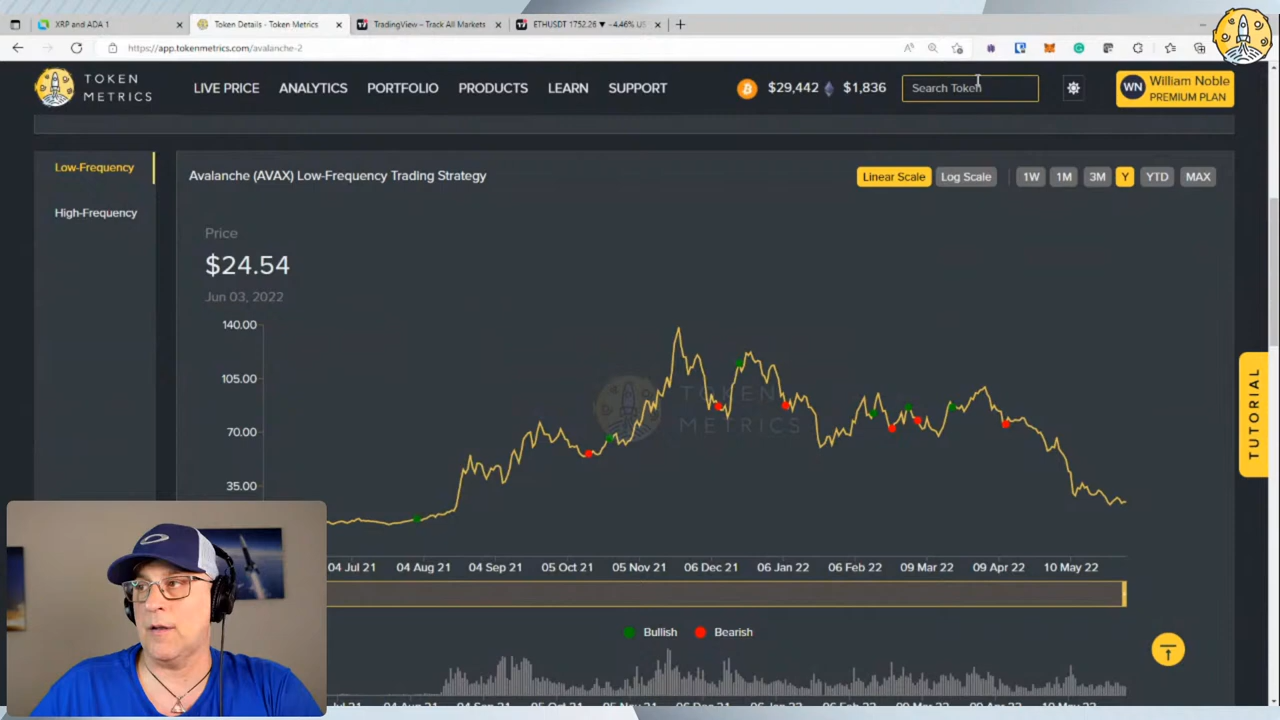 XRP and ADA 1
Token Details - Token Metrics
TradingView – Track All Markets
ETHUSDT 1752.26 ▼ −4.46% US
https://app.tokenmetrics.com/avalanche-2
TOKEN
METRICS
LIVE PRICE
ANALYTICS
PORTFOLIO
PRODUCTS
LEARN
SUPPORT
$29,442
$1,836
Search Token
WN
William Noble
PREMIUM PLAN
Low-Frequency
High-Frequency
Avalanche (AVAX) Low-Frequency Trading Strategy
Linear Scale
Log Scale
1W
1M
3M
Y
YTD
MAX
Price
$24.54
Jun 03, 2022
140.00
105.00
70.00
35.00
TOKEN
METRICS
TUTORIAL
04 Jul 21
04 Aug 21
04 Sep 21
05 Oct 21
05 Nov 21
06 Dec 21
06 Jan 22
06 Feb 22
09 Mar 22
09 Apr 22
10 May 22
Bullish
Bearish